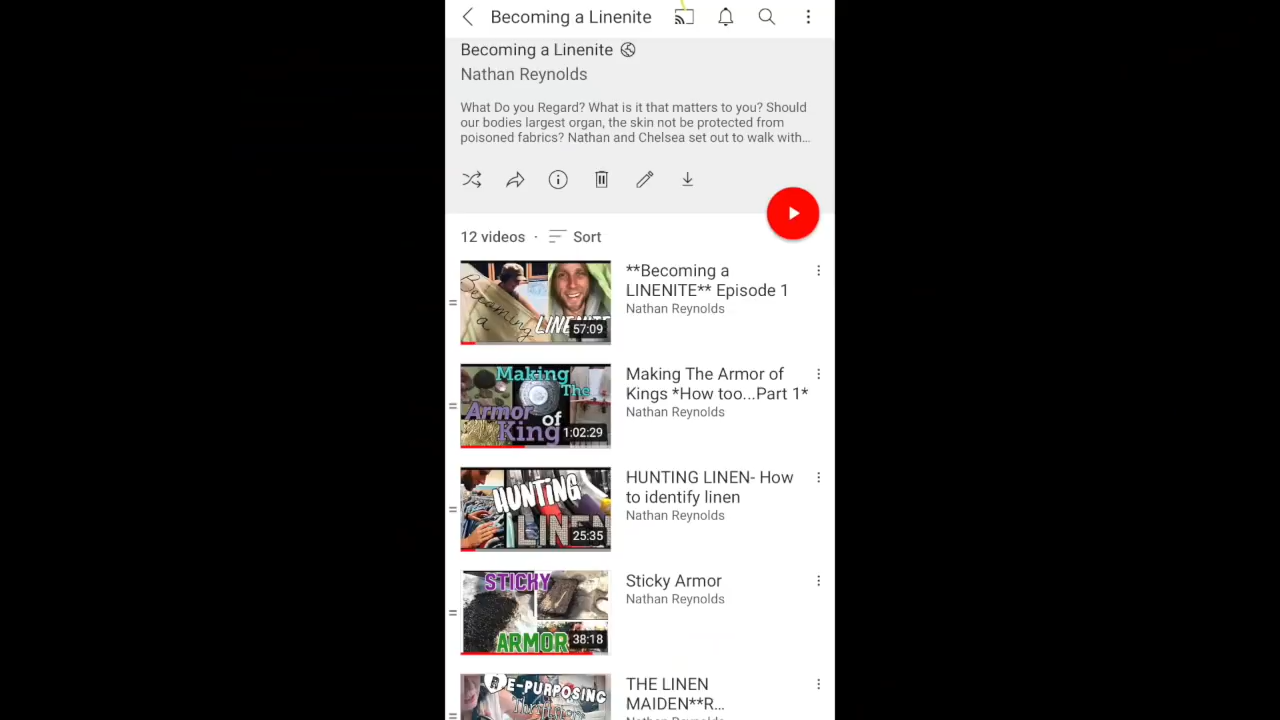 Becoming a Linenite
Becoming a Linenite
Nathan Reynolds
What Do you Regard? What is it that matters to you? Should
our bodies largest organ, the skin not be protected from
poisoned fabrics? Nathan and Chelsea set out to walk with...
12 videos · Sort
Becoming
a LINENITE
57:09
**Becoming a
LINENITE** Episode 1
Nathan Reynolds
Making
The
Armor
of
King
1:02:29
Making The Armor of
Kings *How too...Part 1*
Nathan Reynolds
HUNTING
LINEN
25:35
HUNTING LINEN- How
to identify linen
Nathan Reynolds
STICKY
ARMOR
38:18
Sticky Armor
Nathan Reynolds
RE-PURPOSING
THE LINEN
MAIDEN**R...
Nathan Reynolds